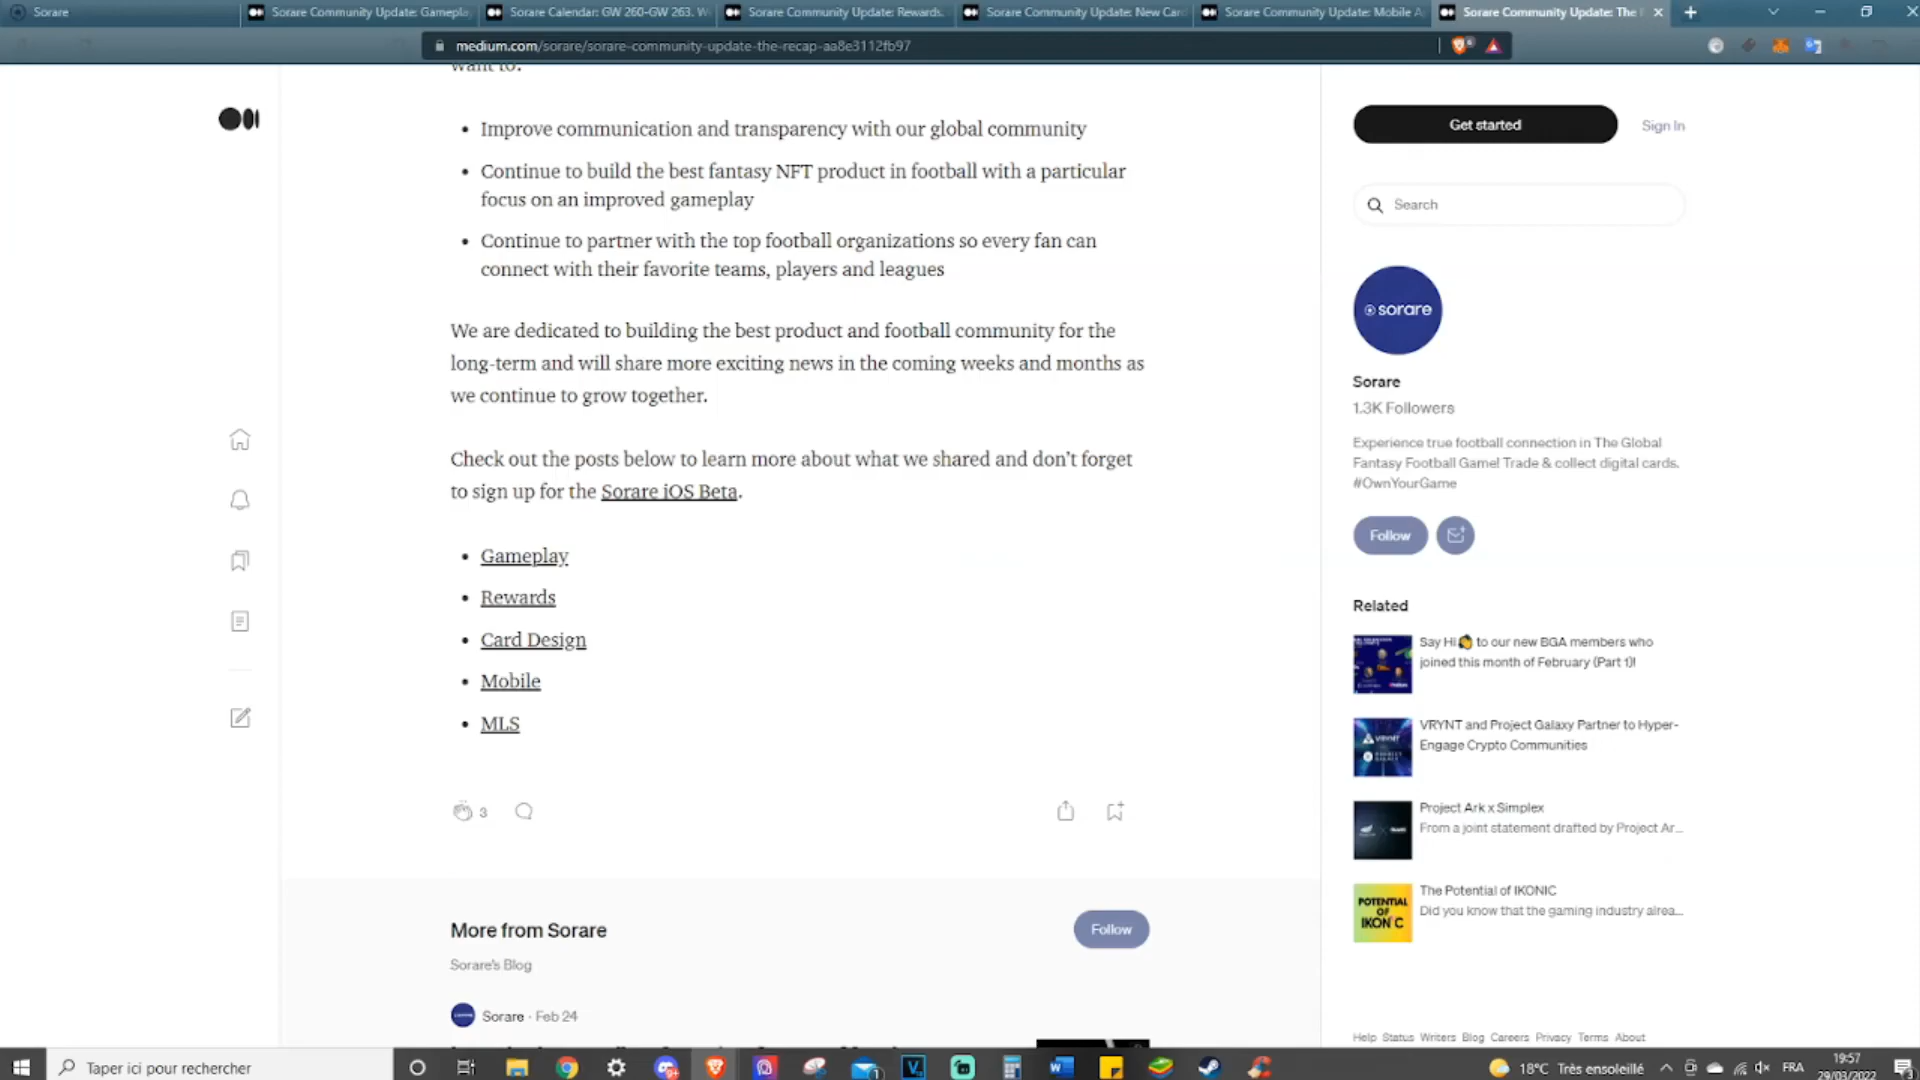 Sorare
Sorare Community Update: Gamepla
Sorare Calendar: GW 260-GW 263. W
Sorare Community Update: Rewards.
Sorare Community Update: New Car
Sorare Community Update: Mobile A
Sorare Community Update: The
medium.com/sorare/sorare-community-update-the-recap-aa8e3112fb97
want to.
• Improve communication and transparency with our global community
• Continue to build the best fantasy NFT product in football with a particular
focus on an improved gameplay
• Continue to partner with the top football organizations so every fan can
connect with their favorite teams, players and leagues
We are dedicated to building the best product and football community for the
long-term and will share more exciting news in the coming weeks and months as
we continue to grow together.
Check out the posts below to learn more about what we shared and don't forget
to sign up for the Sorare iOS Beta.
• Gameplay
• Rewards
• Card Design
• Mobile
• MLS
3
More from Sorare
Follow
Sorare's Blog
Sorare · Feb 24
Get started
Sign In
Search
sorare
Sorare
1.3K Followers
Experience true football connection in The Global
Fantasy Football Game! Trade & collect digital cards.
#OwnYourGame
Follow
Related
Say Hi👏 to our new BGA members who
joined this month of February (Part 1)!
VRYNT and Project Galaxy Partner to Hyper-
Engage Crypto Communities
Project Ark x Simplex
From a joint statement drafted by Project Ar...
POTENTIAL
OF
IKONIC
The Potential of IKONIC
Did you know that the gaming industry alrea...
Help Status Writers Blog Careers Privacy Terms About
Taper ici pour rechercher
18°C Très ensoleillé
FRA
19:57
29/03/2022